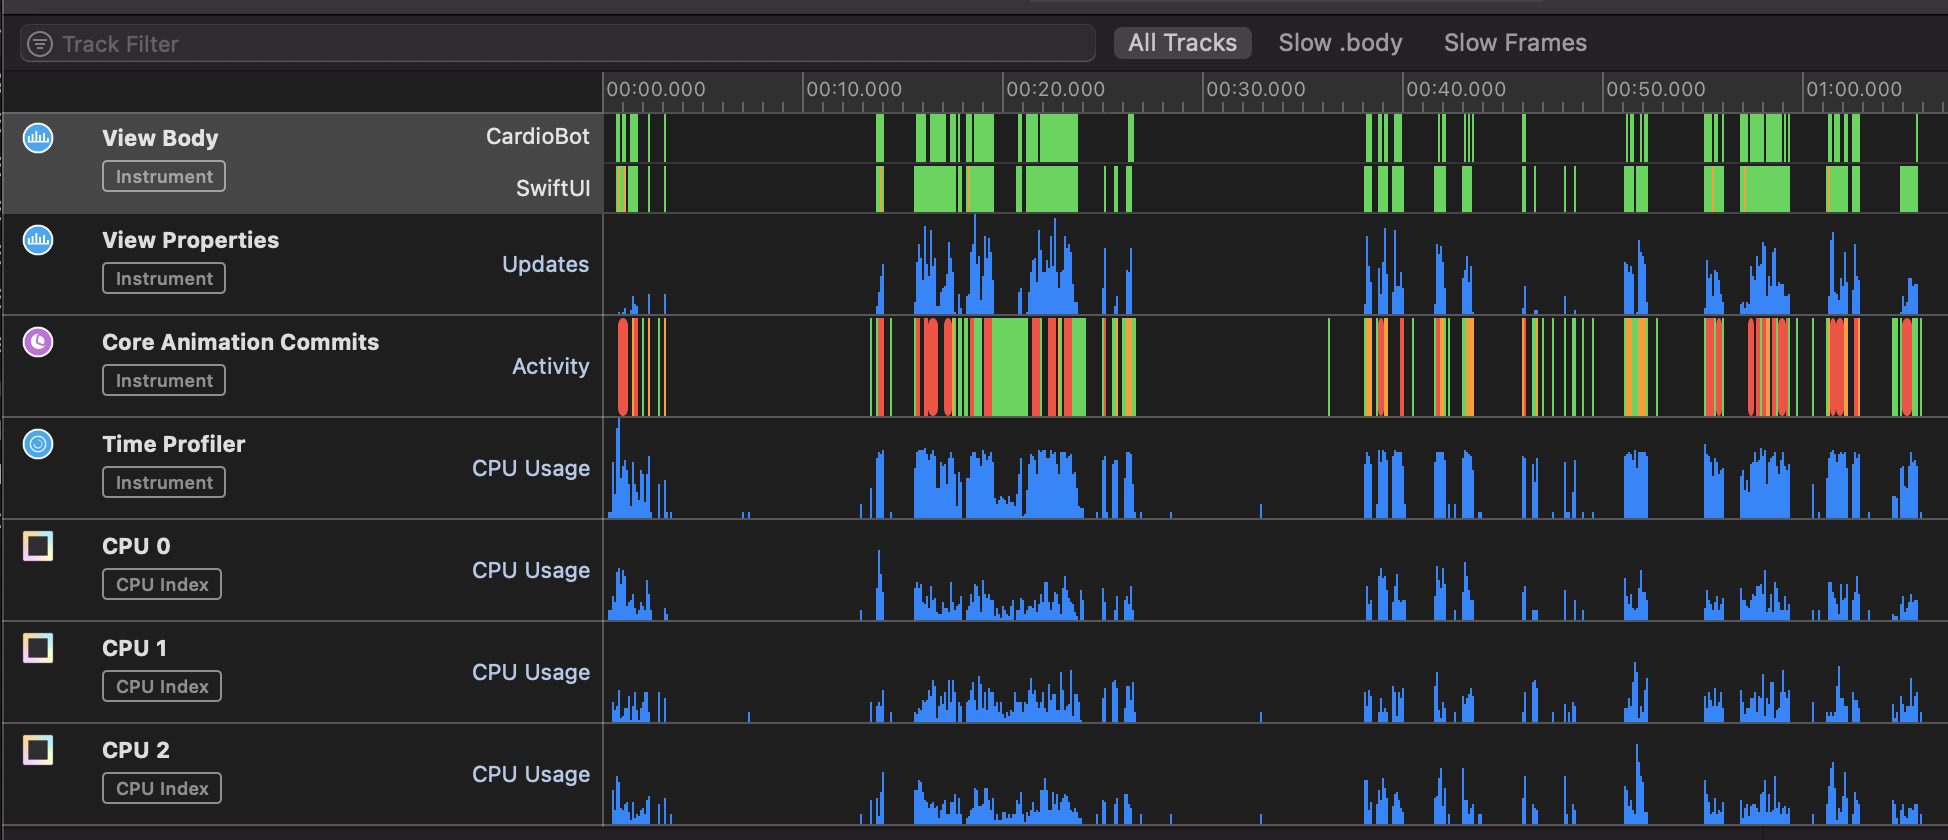 Track Filter
All Tracks
Slow .body
Slow Frames
00:00.000
00:10.000
00:20.000
00:30.000
00:40.000
00:50.000
01:00.000
View Body
CardioBot
Instrument
SwiftUI
View Properties
Instrument
Updates
Core Animation Commits
Instrument
Activity
Time Profiler
Instrument
CPU Usage
CPU 0
CPU Index
CPU Usage
CPU 1
CPU Index
CPU Usage
CPU 2
CPU Index
CPU Usage